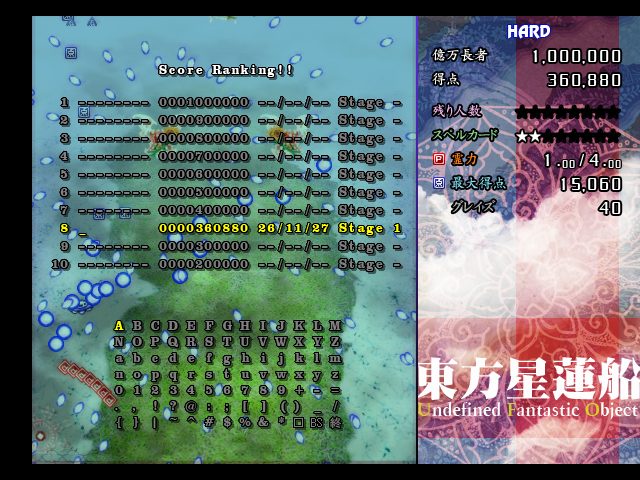 HARD
億万長者 1,000,000
得点 360,880
残り人数
スペルカード
P 霊力 1.00/4.00
最大得点 15,060
グレイズ 40
Score Ranking!!
1 -------- 0001000000 --/--/-- Stage -
2 -------- 0000900000 --/--/-- Stage -
3 -------- 0000800000 --/--/-- Stage -
4 -------- 0000700000 --/--/-- Stage -
5 -------- 0000600000 --/--/-- Stage -
6 -------- 0000500000 --/--/-- Stage -
7 -------- 0000400000 --/--/-- Stage -
8 _ 0000360880 26/11/27 Stage 1
9 -------- 0000300000 --/--/-- Stage -
10 -------- 0000200000 --/--/-- Stage -
A B C D E F G H I J K L M
N O P Q R S T U V W X Y Z
a b c d e f g h i j k l m
n o p q r s t u v w x y z
0 1 2 3 4 5 6 7 8 9 + - =
. , ! ? @ : ; [ ] ( ) _ /
{ } | ~ ^ # $ % & * □ BS 終
東方星蓮船
Undefined Fantastic Object